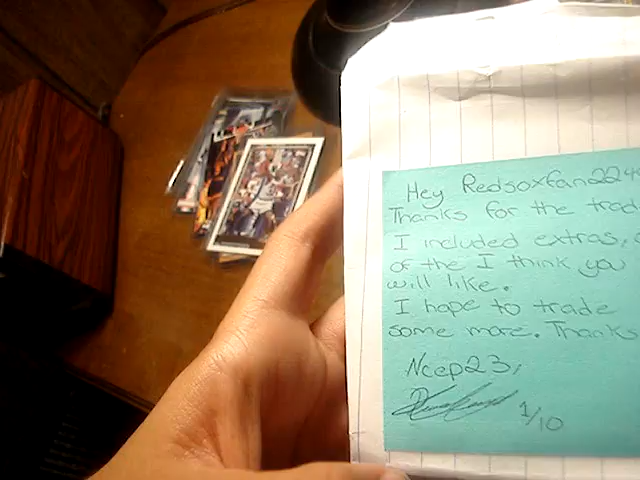 Hey Redsoxfan224
Thanks for the trad
I included extras,
of the I think you
will like.
I hope to trade
some more. Thanks
Ncep23,
1/10